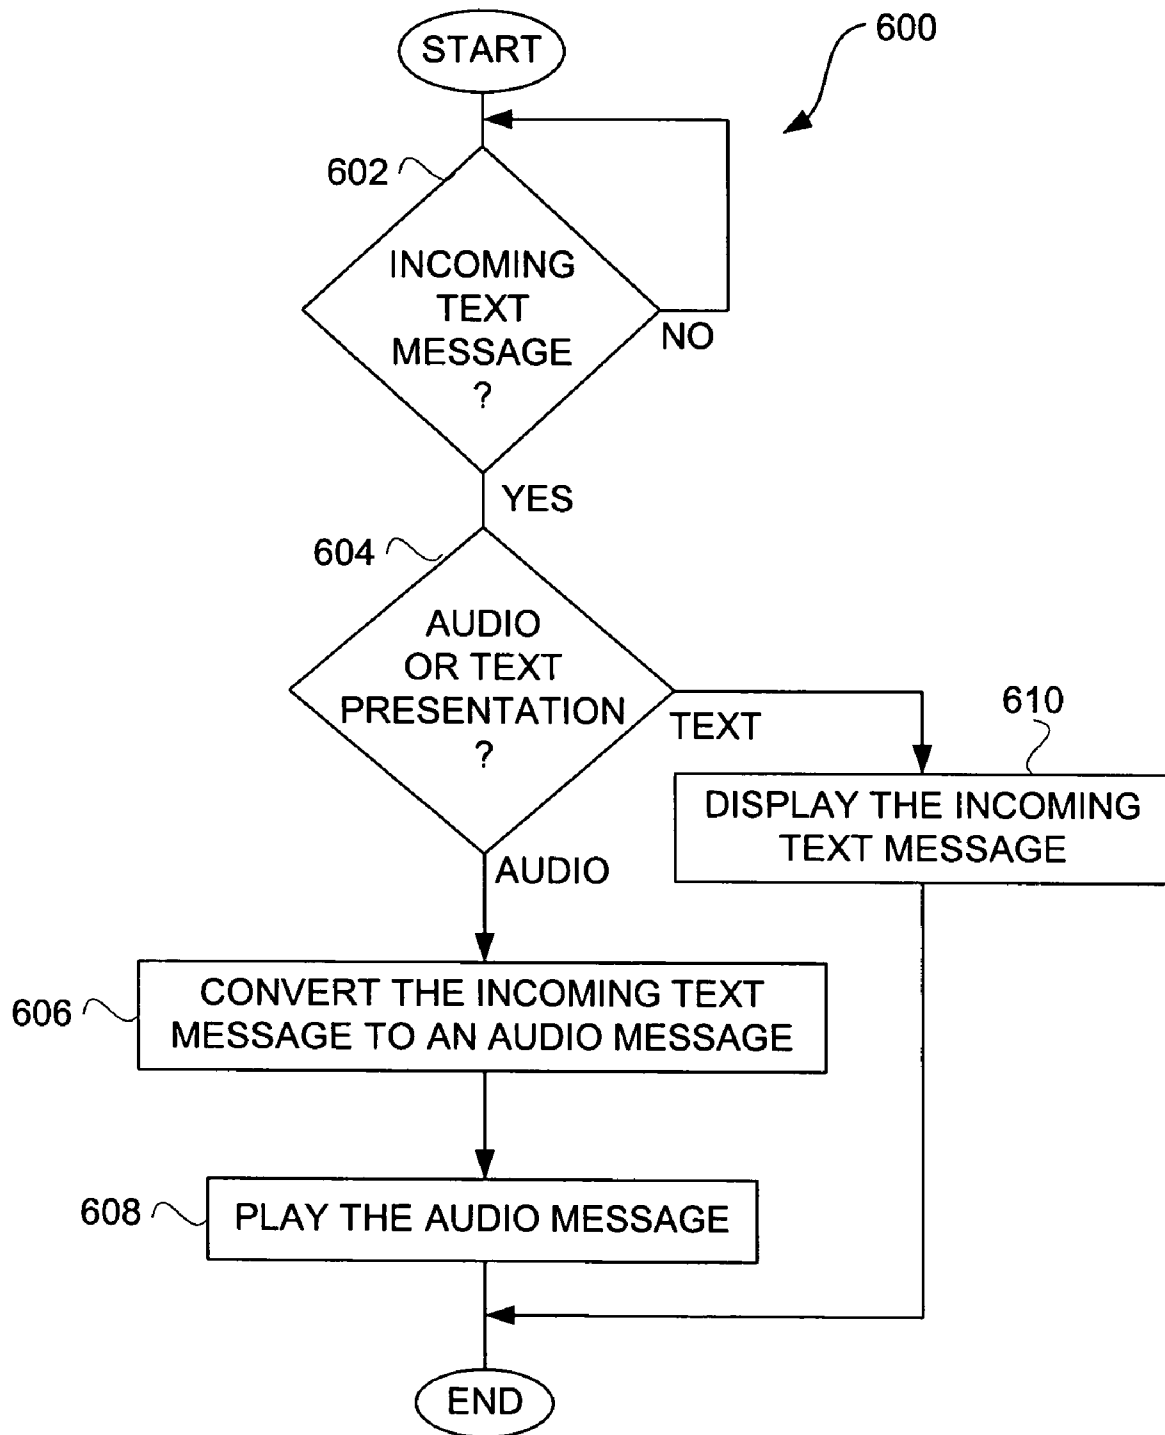 START
600
602
INCOMING
TEXT
MESSAGE
?
NO
YES
604
AUDIO
OR TEXT
PRESENTATION
?
TEXT
610
DISPLAY THE INCOMING
TEXT MESSAGE
AUDIO
606
CONVERT THE INCOMING TEXT
MESSAGE TO AN AUDIO MESSAGE
608
PLAY THE AUDIO MESSAGE
END